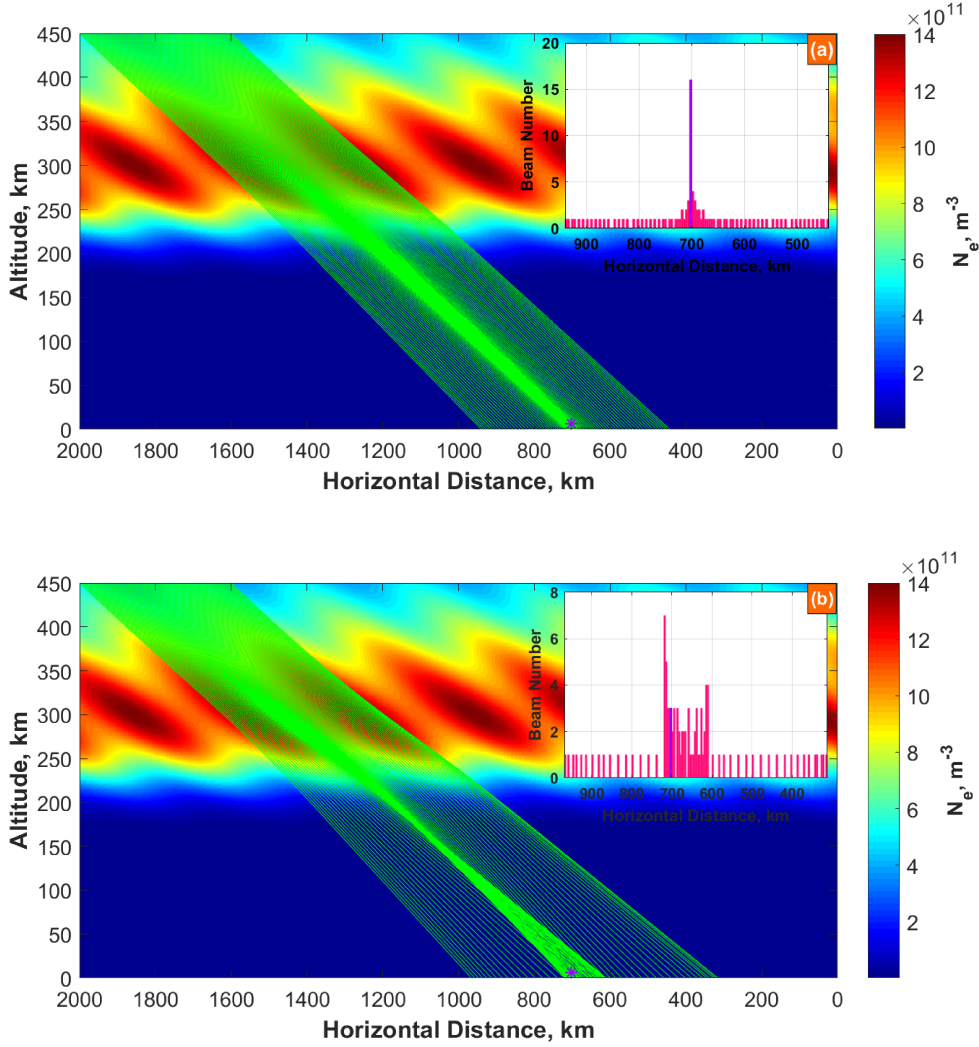 ×10¹¹
(a)
450
400
350
300
250
200
150
100
50
0
Altitude, km
2000 1800 1600 1400 1200 1000 800 600 400 200 0
Horizontal Distance, km
20
15
10
5
0
Beam Number
900 800 700 600 500
Horizontal Distance, km
14
12
10
8
6
4
2
Nₑ, m⁻³
×10¹¹
(b)
450
400
350
300
250
200
150
100
50
0
Altitude, km
2000 1800 1600 1400 1200 1000 800 600 400 200 0
Horizontal Distance, km
8
6
4
2
0
Beam Number
900 800 700 600 500 400
Horizontal Distance, km
14
12
10
8
6
4
2
Nₑ, m⁻³